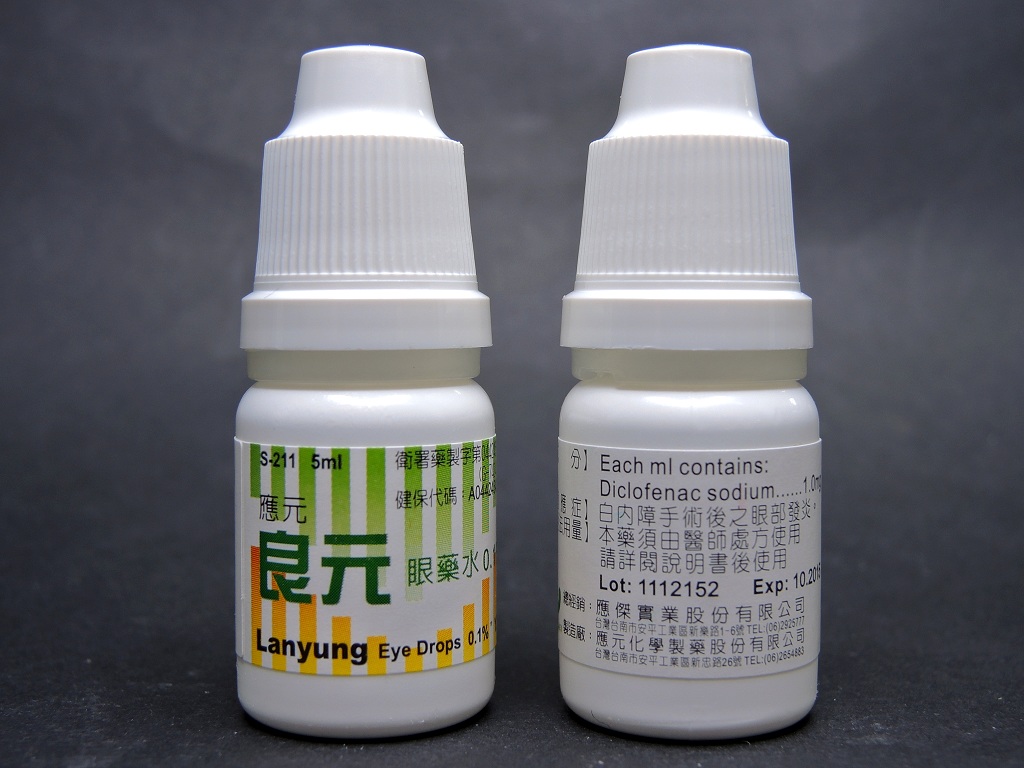 S-211 5ml
衛署藥製字第
健保代碼：A044
應元
良元 眼藥水 0.1
Lanyung Eye Drops 0.1%
分】 Each ml contains:
Diclofenac sodium......1.0mg
應症】 白內障手術後之眼部發炎。
用量】 本藥須由醫師處方使用
請詳閱說明書後使用
Lot: 1112152 Exp: 10.2015
總經銷：應傑實業股份有限公司
台灣台南市安平工業區新樂路1-6號 TEL:(06)2925777
製造廠：應元化學製藥股份有限公司
台灣台南市安平工業區新忠路26號 TEL:(06)2654883